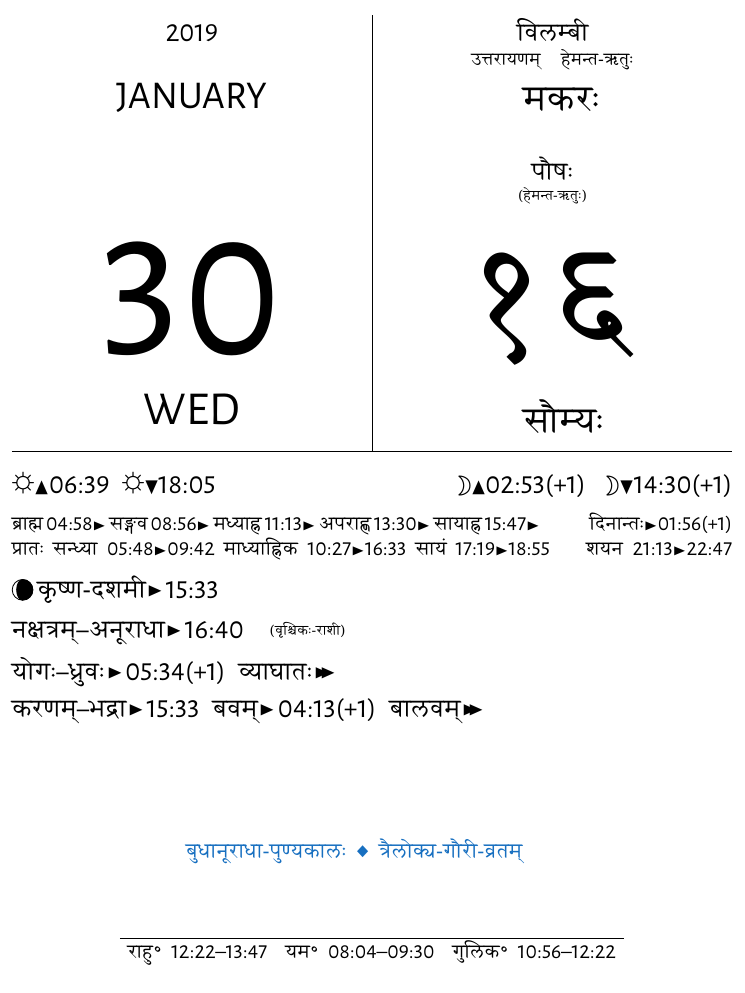 2019
JANUARY
30
WED
विलम्बी
उत्तरायणम् हेमन्त-ऋतुः
मकरः
पौषः
(हेमन्त-ऋतुः)
१६
सौम्यः
☼▲06:39 ☼▼18:05 ☽▲02:53(+1) ☽▼14:30(+1)
ब्राह्म 04:58► सङ्गव 08:56► मध्याह्न 11:13► अपराह्ण 13:30► सायाह्न 15:47► दिनान्तः►01:56(+1)
प्रातः सन्ध्या 05:48►09:42 माध्याह्निक 10:27►16:33 सायं 17:19►18:55 शयन 21:13►22:47
कृष्ण-दशमी►15:33
नक्षत्रम्–अनूराधा►16:40 (वृश्चिकः-राशी)
योगः–ध्रुवः►05:34(+1) व्याघातः►►
करणम्–भद्रा►15:33 बवम्►04:13(+1) बालवम्►►
बुधानूराधा-पुण्यकालः ◆ त्रैलोक्य-गौरी-व्रतम्
राहु॰ 12:22–13:47 यम॰ 08:04–09:30 गुलिक॰ 10:56–12:22